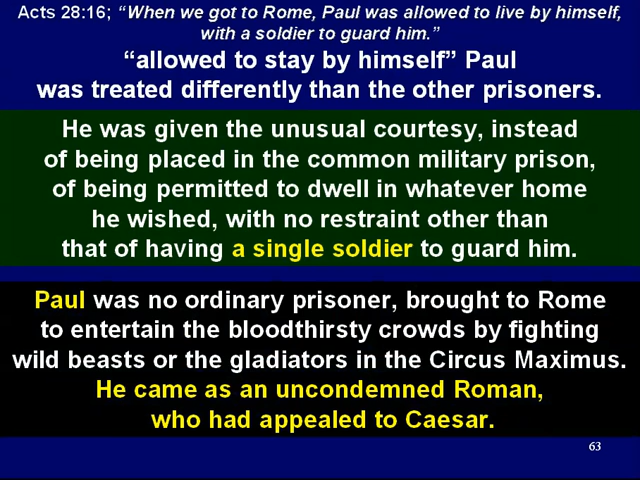 Acts 28:16; “When we got to Rome, Paul was allowed to live by himself,
with a soldier to guard him.”
“allowed to stay by himself” Paul
was treated differently than the other prisoners.
He was given the unusual courtesy, instead
of being placed in the common military prison,
of being permitted to dwell in whatever home
he wished, with no restraint other than
that of having a single soldier to guard him.
Paul was no ordinary prisoner, brought to Rome
to entertain the bloodthirsty crowds by fighting
wild beasts or the gladiators in the Circus Maximus.
He came as an uncondemned Roman,
who had appealed to Caesar.
63